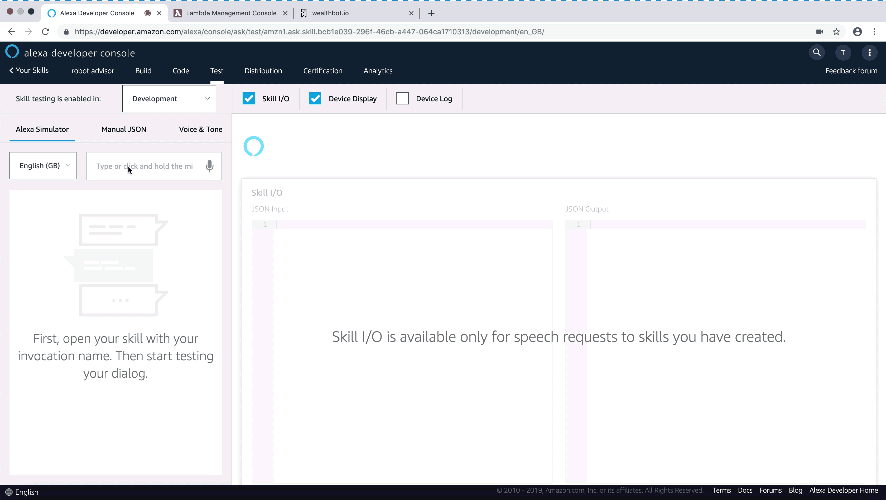 Alexa Developer Console
Lambda Management Console
wealthbot.io
https://developer.amazon.com/alexa/console/ask/test/amzn1.ask.skill.bcb1e039-296f-46cb-a447-064ca1710313/development/en_GB/
alexa developer console
T
Your Skills
robot advisor
Build
Code
Test
Distribution
Certification
Analytics
Feedback forum
Skill testing is enabled in:
Development
Skill I/O
Device Display
Device Log
Alexa Simulator
Manual JSON
Voice & Tone
English (GB)
Type or click and hold the mi
Skill I/O
JSON Input
JSON Output
1
1
First, open your skill with your
invocation name. Then start testing
your dialog.
Skill I/O is available only for speech requests to skills you have created.
English
© 2010 - 2019, Amazon.com, Inc. or its affiliates. All Rights Reserved.
Terms
Docs
Forums
Blog
Alexa Developer Home